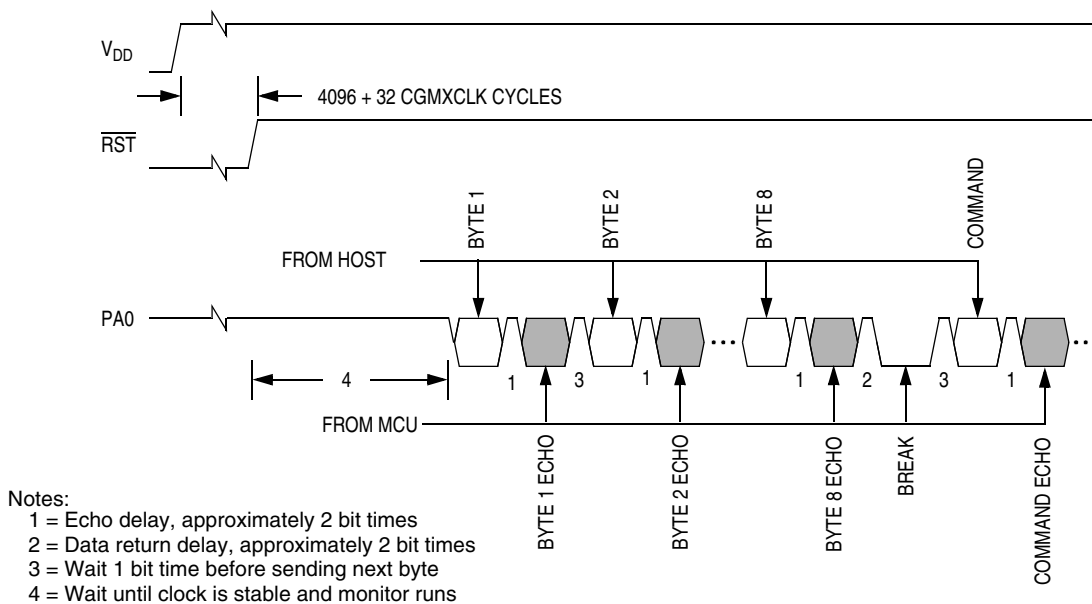 VDD
4096 + 32 CGMXCLK CYCLES
RST
BYTE 1
BYTE 2
BYTE 8
COMMAND
FROM HOST
PA0
1
3
1
1
2
3
1
4
FROM MCU
BYTE 1 ECHO
BYTE 2 ECHO
BYTE 8 ECHO
BREAK
COMMAND ECHO
Notes:
1 = Echo delay, approximately 2 bit times
2 = Data return delay, approximately 2 bit times
3 = Wait 1 bit time before sending next byte
4 = Wait until clock is stable and monitor runs